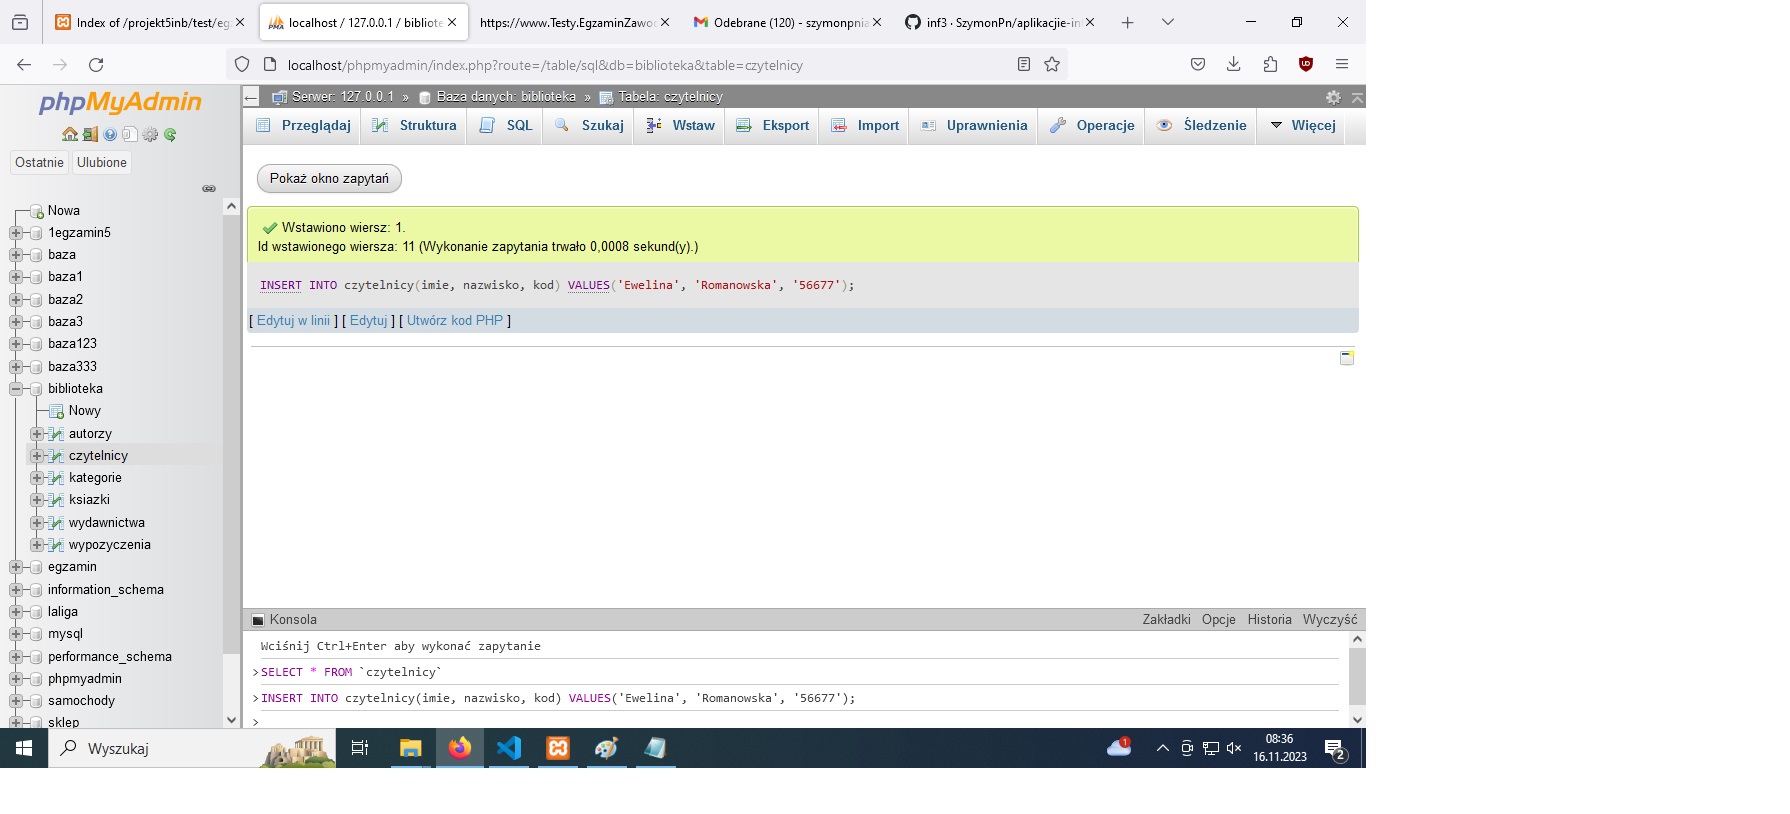 Index of /projekt5inb/test/eg
localhost / 127.0.0.1 / bibliote
https://www.Testy.EgzaminZawod
Odebrane (120) - szymonpnia
inf3 · SzymonPn/aplikacjie-in
localhost/phpmyadmin/index.php?route=/table/sql&db=biblioteka&table=czytelnicy
phpMyAdmin
Ostatnie
Ulubione
Nowa
1egzamin5
baza
baza1
baza2
baza3
baza123
baza333
biblioteka
Nowy
autorzy
czytelnicy
kategorie
ksiazki
wydawnictwa
wypozyczenia
egzamin
information_schema
laliga
mysql
performance_schema
phpmyadmin
samochody
sklep
Serwer: 127.0.0.1 » Baza danych: biblioteka » Tabela: czytelnicy
Przeglądaj Struktura SQL Szukaj Wstaw Eksport Import Uprawnienia Operacje Śledzenie Więcej
Pokaż okno zapytań
Wstawiono wiersz: 1.
Id wstawionego wiersza: 11 (Wykonanie zapytania trwało 0,0008 sekund(y).)
INSERT INTO czytelnicy(imie, nazwisko, kod) VALUES('Ewelina', 'Romanowska', '56677');
[ Edytuj w linii ] [ Edytuj ] [ Utwórz kod PHP ]
Konsola
Zakładki Opcje Historia Wyczyść
Wciśnij Ctrl+Enter aby wykonać zapytanie
>SELECT * FROM `czytelnicy`
>INSERT INTO czytelnicy(imie, nazwisko, kod) VALUES('Ewelina', 'Romanowska', '56677');
>
Wyszukaj
1
08:36
16.11.2023
2